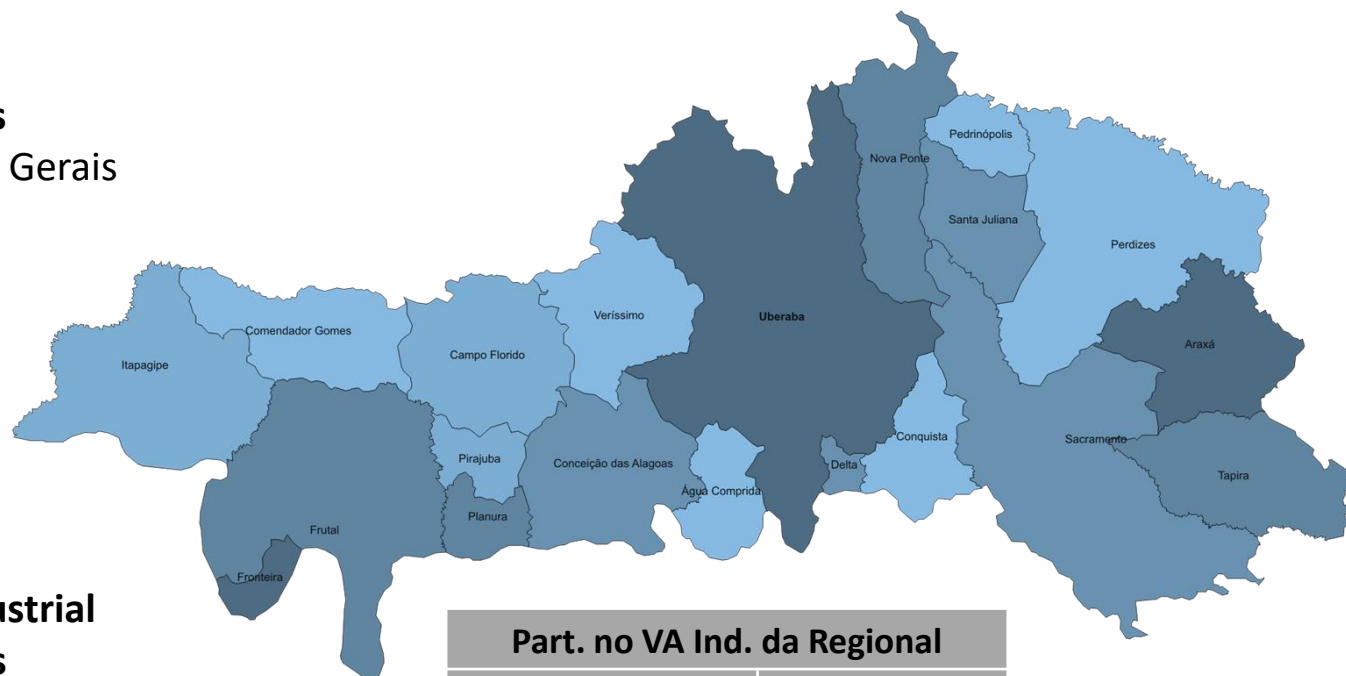 s
Gerais
Pedrinópolis
Nova Ponte
Santa Juliana
Perdizes
Veríssimo
Uberaba
Comendador Gomes
Araxá
Campo Florido
Itapagipe
Conquista
Sacramento
Pirajuba
Conceição das Alagoas
Delta
Tapira
Água Comprida
Planura
Frutal
Fronteira
ustrial
s
Part. no VA Ind. da Regional